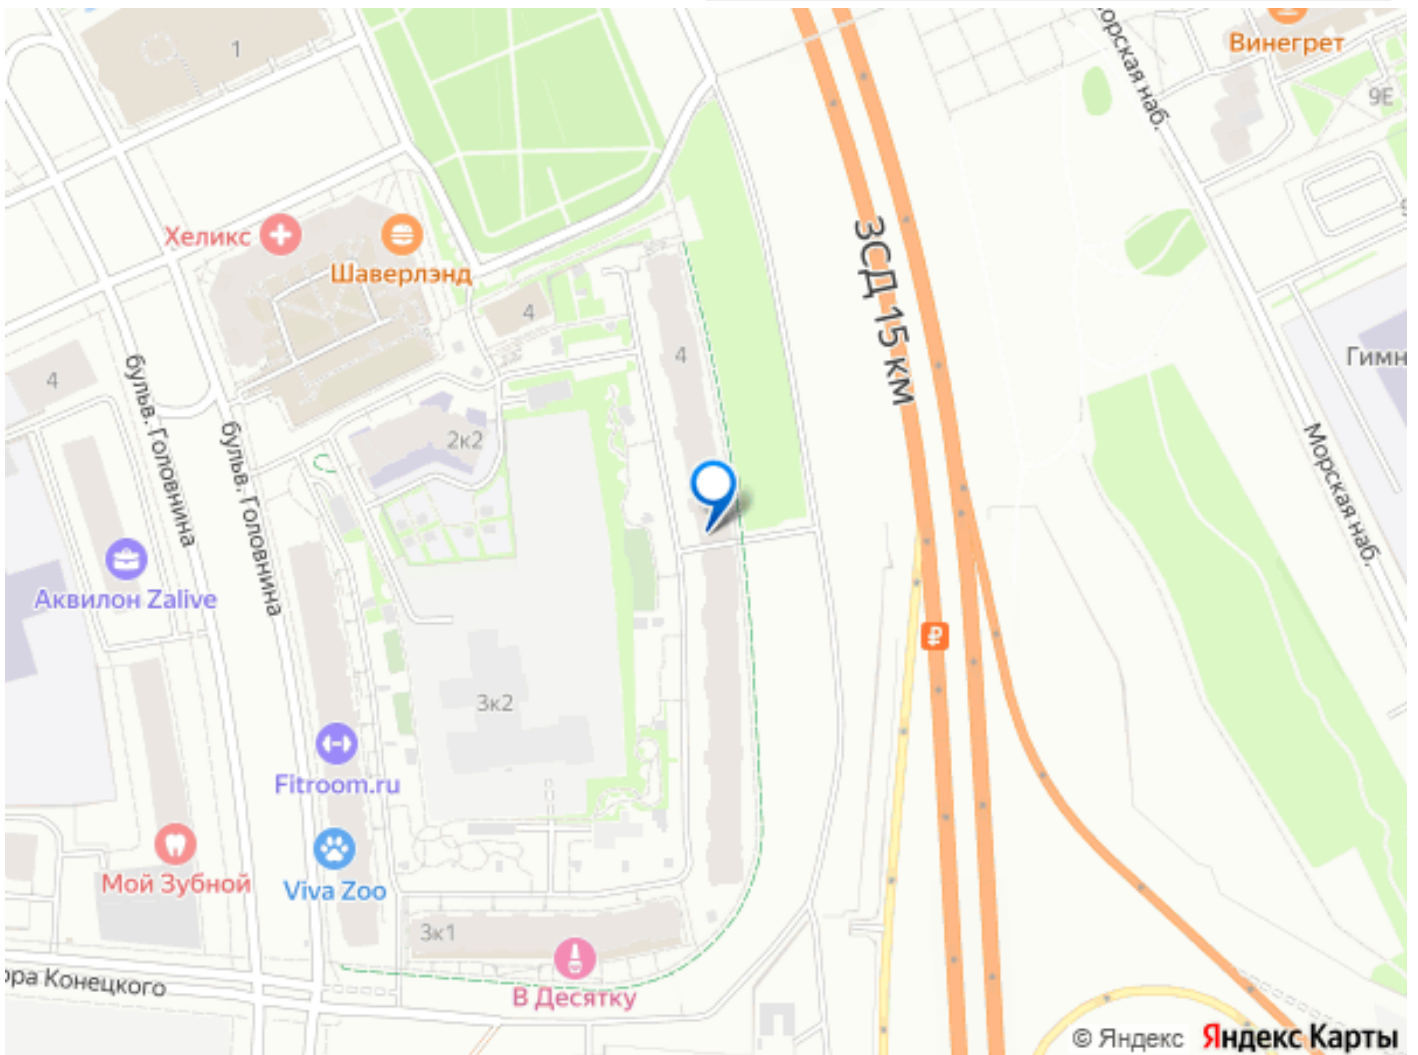 1
Винегрет
орская наб.
9Е
Хеликс
Шаверлэнд
ЗСД 15 км
4
4
4
Гимн
бульв. Головнина
бульв. Головнина
2к2
Морская наб.
Аквилон Zalive
3к2
Fitroom.ru
Мой Зубной
Viva Zoo
3к1
ора Конецкого
В Десятку
© Яндекс Яндекс Карты